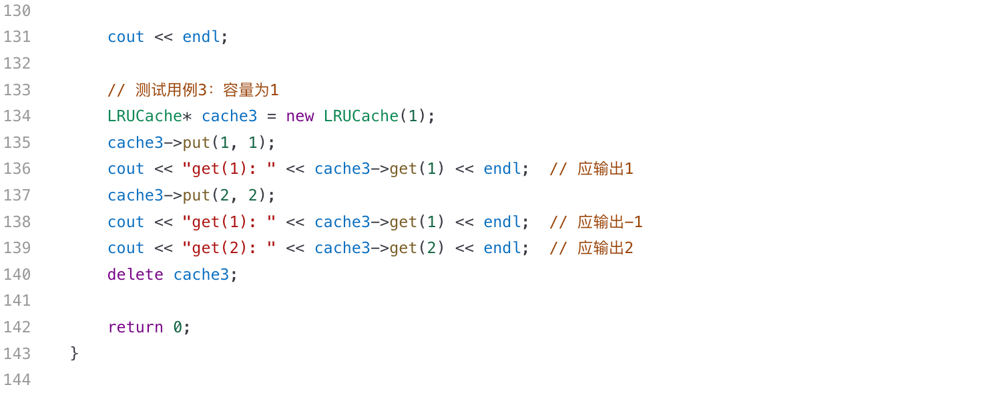 130
131        cout << endl;
132
133        // 测试用例3：容量为1
134        LRUCache* cache3 = new LRUCache(1);
135        cache3->put(1, 1);
136        cout << "get(1): " << cache3->get(1) << endl;  // 应输出1
137        cache3->put(2, 2);
138        cout << "get(1): " << cache3->get(1) << endl;  // 应输出-1
139        cout << "get(2): " << cache3->get(2) << endl;  // 应输出2
140        delete cache3;
141
142        return 0;
143    }
144